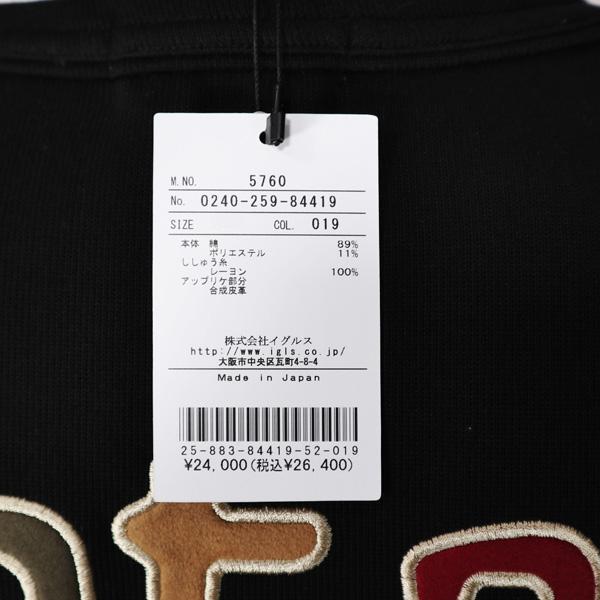 M.NO. 5760
No. 0240-259-84419
SIZE COL. 019
本体 綿 89%
ポリエステル 11%
ししゅう糸
レーヨン 100%
アップリケ部分
合成皮革
株式会社イグルス
http://www.igls.co.jp/
大阪市中央区瓦町4-8-4
Made in Japan
25-883-84419-52-019
¥24,000(税込¥26,400)